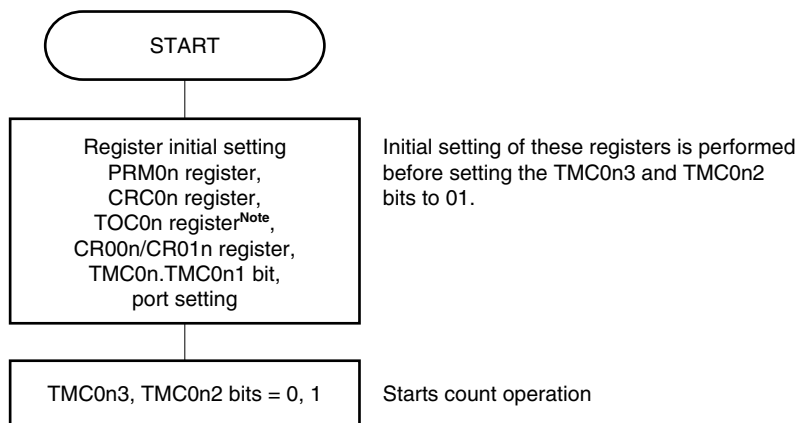 START
Register initial setting
PRM0n register,
CRC0n register,
TOC0n registerNote,
CR00n/CR01n register,
TMC0n.TMC0n1 bit,
port setting
Initial setting of these registers is performed
before setting the TMC0n3 and TMC0n2
bits to 01.
TMC0n3, TMC0n2 bits = 0, 1
Starts count operation